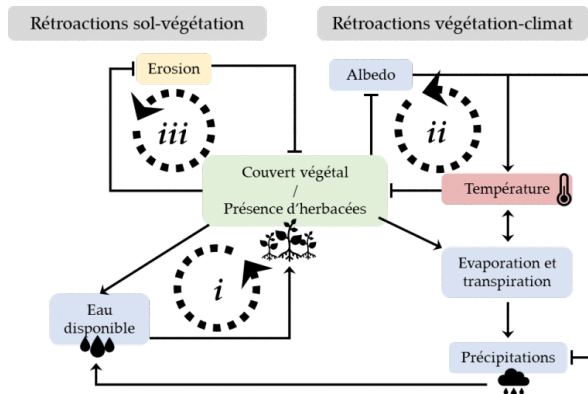 Rétroactions sol-végétation
Rétroactions végétation-climat
Erosion
Albedo
iii
ii
Couvert végétal
/
Présence d'herbacées
Température
i
Evaporation et
transpiration
Eau
disponible
Précipitations